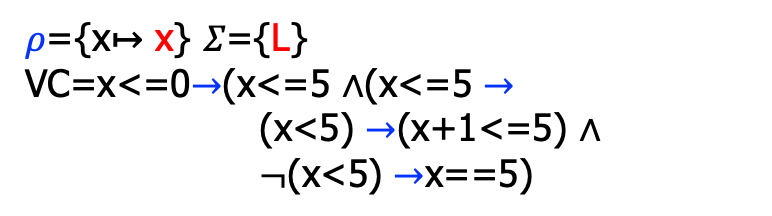 ρ={x↦ x} Σ={L}
VC=x<=0→(x<=5 ∧(x<=5 →
(x<5) →(x+1<=5) ∧
¬(x<5) →x==5)